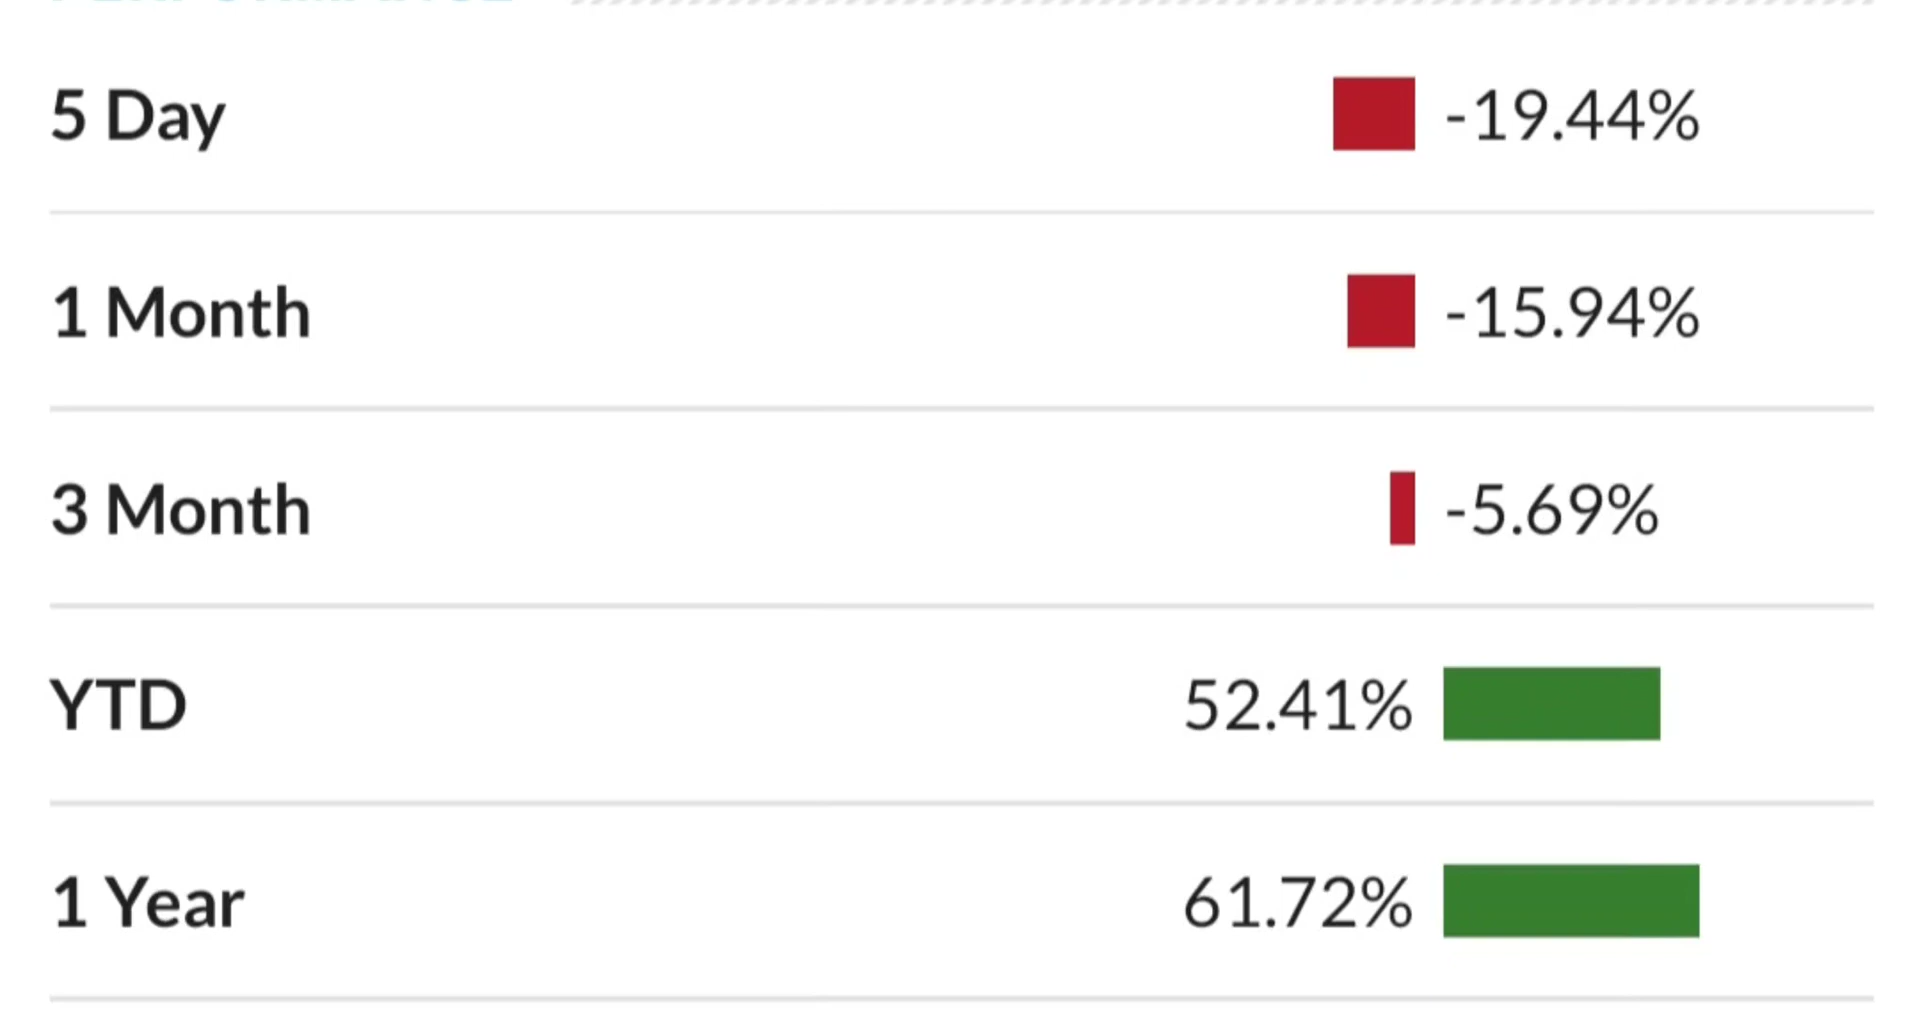 5 Day -19.44%
1 Month -15.94%
3 Month -5.69%
YTD 52.41%
1 Year 61.72%